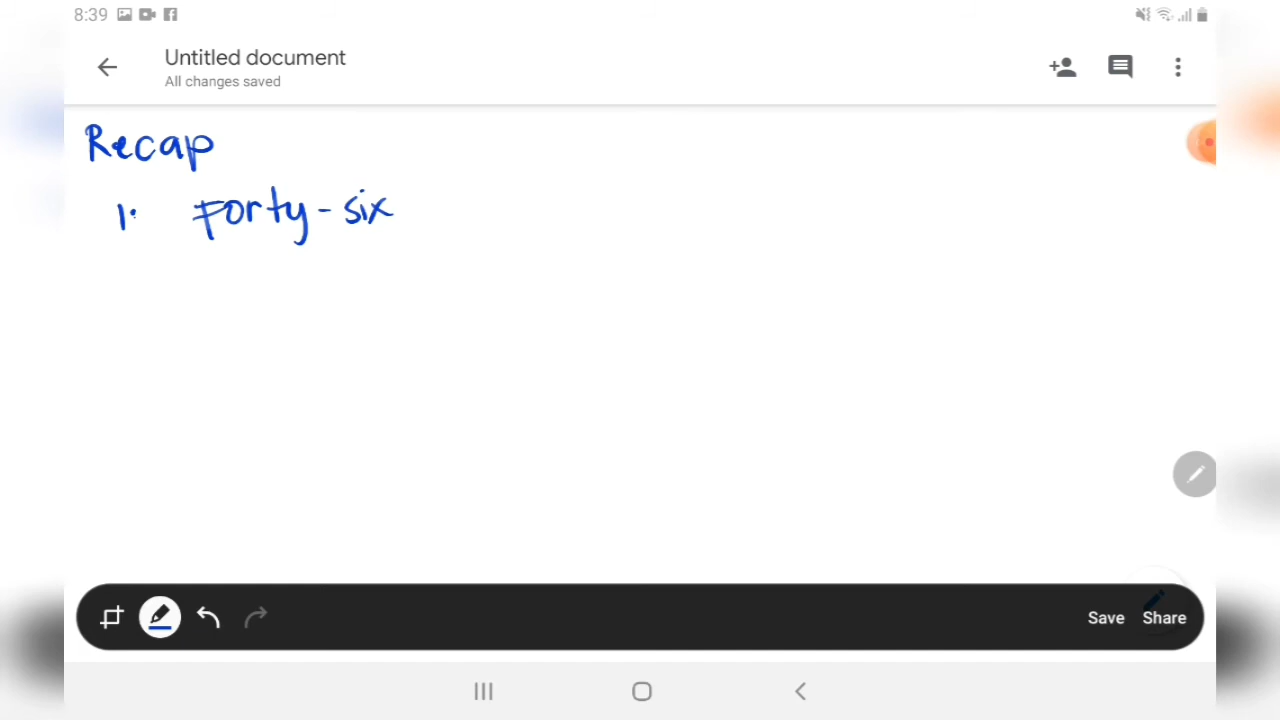 8:39
Untitled document
All changes saved
Recap
1. Forty-six
Save Share